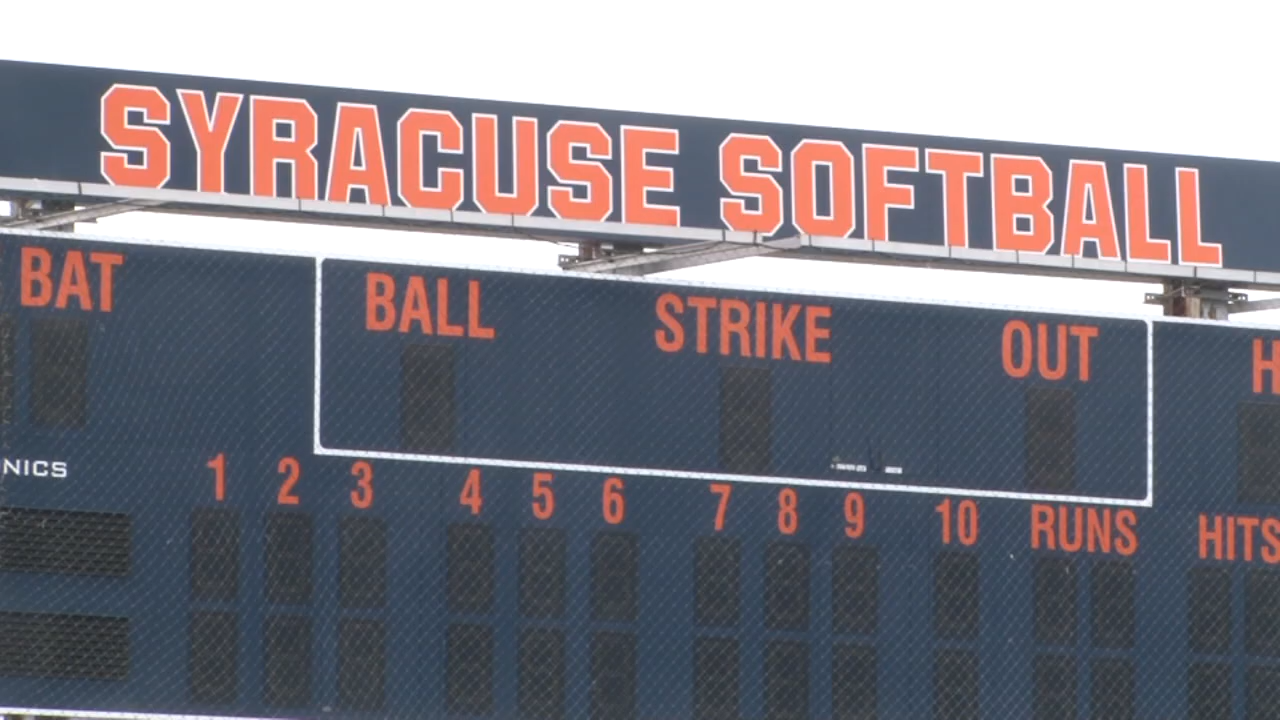 SYRACUSE SOFTBALL
BAT BALL STRIKE OUT H
NICS
1 2 3 4 5 6 7 8 9 10 RUNS HITS